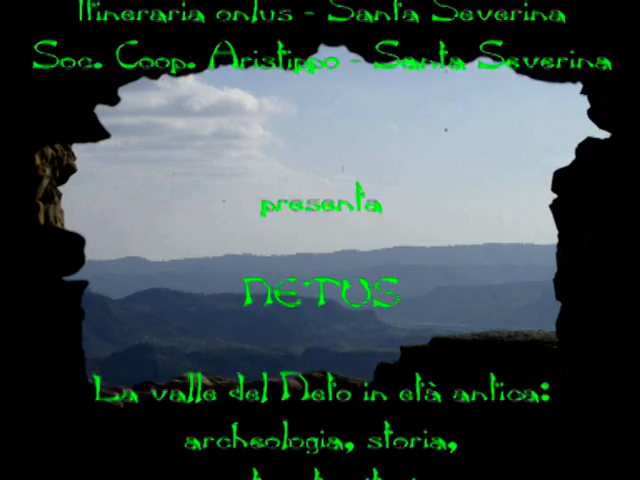 Itineraria onlus - Santa Severina
Soc. Coop. Aristippo - Santa Severina
presenta
NETUS
La valle del Neto in età antica:
archeologia, storia,